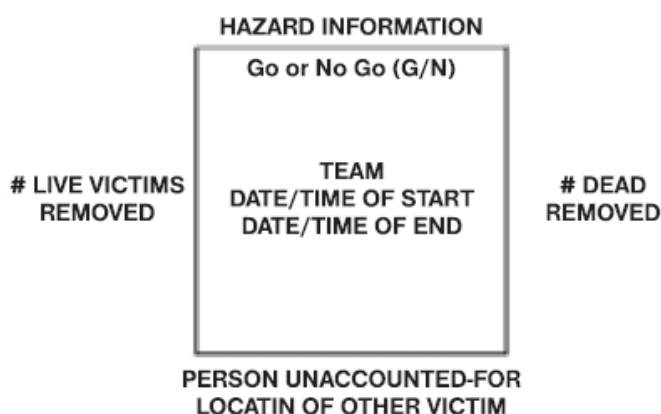 HAZARD INFORMATION
Go or No Go (G/N)
# LIVE VICTIMS
REMOVED
TEAM
DATE/TIME OF START
DATE/TIME OF END
# DEAD
REMOVED
PERSON UNACCOUNTED-FOR
LOCATIN OF OTHER VICTIM